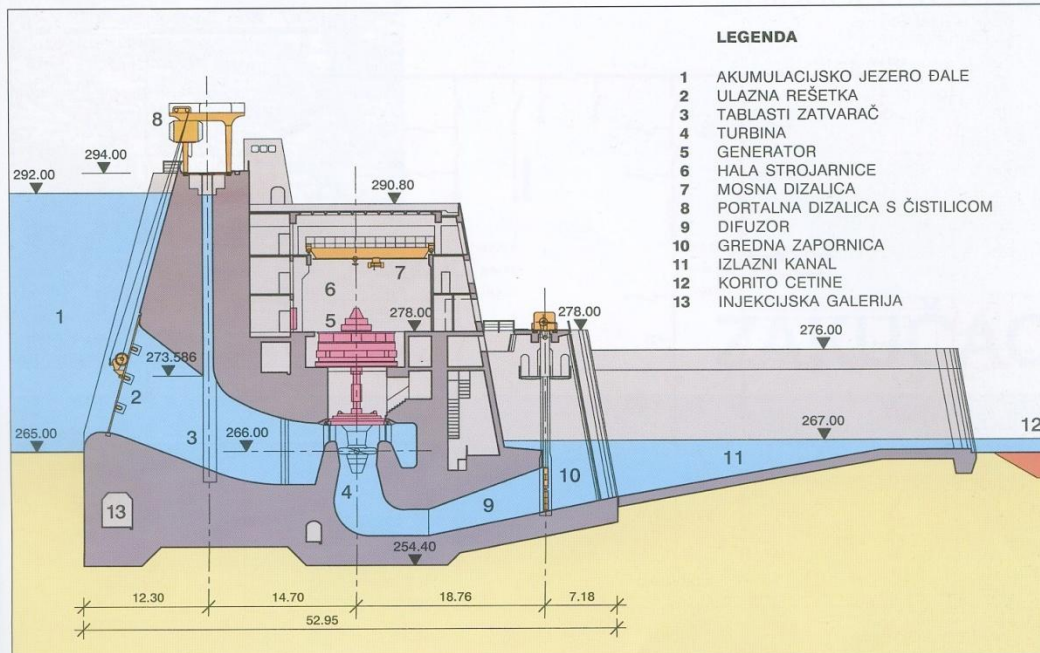 LEGENDA
1 AKUMULACIJSKO JEZERO ĐALE
2 ULAZNA REŠETKA
3 TABLASTI ZATVARAČ
4 TURBINA
5 GENERATOR
6 HALA STROJARNICE
7 MOSNA DIZALICA
8 PORTALNA DIZALICA S ČISTILICOM
9 DIFUZOR
10 GREDNA ZAPORNICA
11 IZLAZNI KANAL
12 KORITO CETINE
13 INJEKCIJSKA GALERIJA
8
294.00
292.00
290.80
7
6
1
5
278.00
278.00
276.00
273.586
2
265.00
3
266.00
267.00
12
4
10
11
9
13
254.40
12.30
14.70
18.76
7.18
52.95